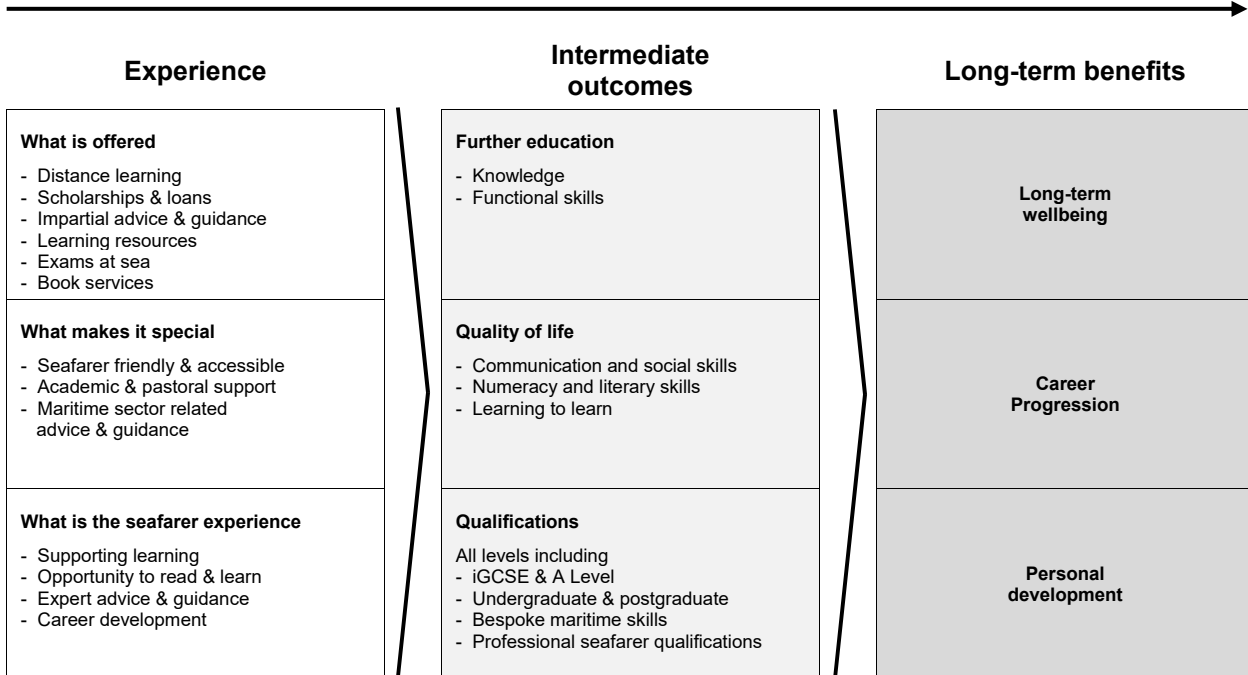 Experience
Intermediate
outcomes
Long-term benefits
What is offered
- Distance learning
- Scholarships & loans
- Impartial advice & guidance
- Learning resources
- Exams at sea
- Book services
What makes it special
- Seafarer friendly & accessible
- Academic & pastoral support
- Maritime sector related
advice & guidance
What is the seafarer experience
- Supporting learning
- Opportunity to read & learn
- Expert advice & guidance
- Career development
Further education
- Knowledge
- Functional skills
Quality of life
- Communication and social skills
- Numeracy and literary skills
- Learning to learn
Qualifications
All levels including
- iGCSE & A Level
- Undergraduate & postgraduate
- Bespoke maritime skills
- Professional seafarer qualifications
Long-term
wellbeing
Career
Progression
Personal
development